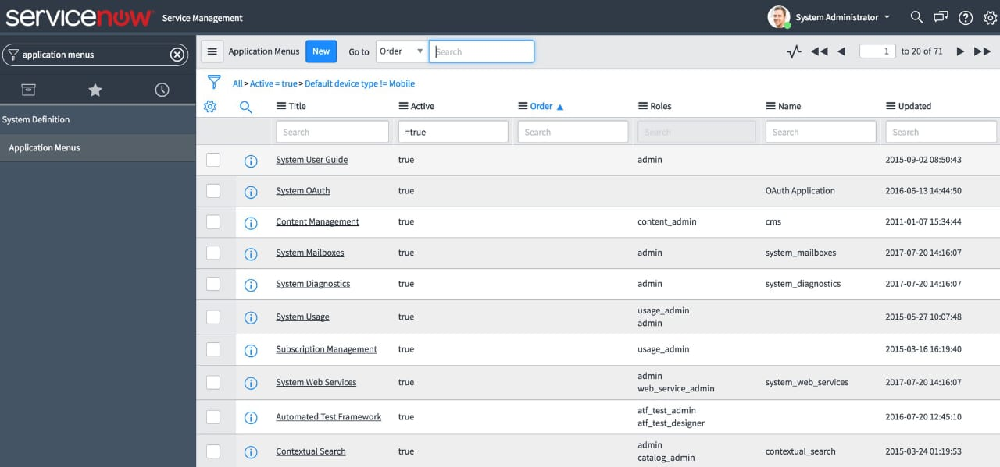 servicenow Service Management System Administrator
application menus
Application Menus New Go to Order Search 1 to 20 of 71
All > Active = true > Default device type != Mobile
Title Active Order Roles Name Updated
Search =true Search Search Search Search
System Definition
Application Menus
System User Guide true admin 2015-09-02 08:50:43
System OAuth true OAuth Application 2016-06-13 14:44:50
Content Management true content_admin cms 2011-01-07 15:34:44
System Mailboxes true admin system_mailboxes 2017-07-20 14:16:07
System Diagnostics true admin system_diagnostics 2017-07-20 14:16:07
System Usage true usage_admin 2015-05-27 10:07:48
admin
Subscription Management true usage_admin 2015-03-16 16:19:40
System Web Services true admin system_web_services 2017-07-20 14:16:07
web_service_admin
Automated Test Framework true atf_test_admin 2016-07-20 12:45:10
atf_test_designer
Contextual Search true admin contextual_search 2015-03-24 01:19:53
catalog_admin